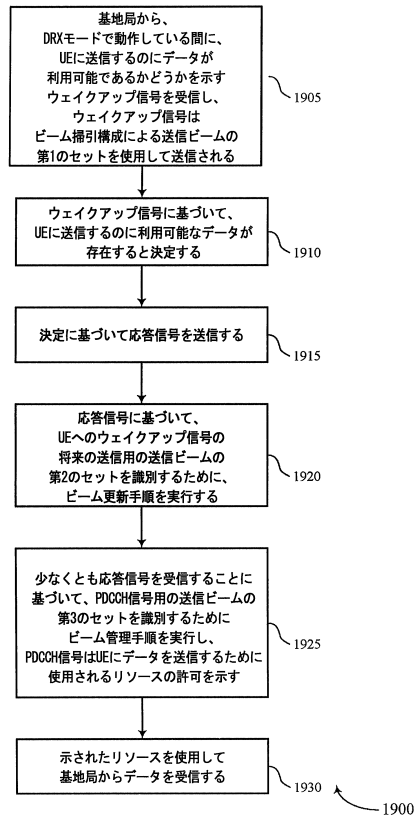 基地局から、
DRXモードで動作している間に、
UEに送信するのにデータが
利用可能であるかどうかを示す
ウェイクアップ信号を受信し、
ウェイクアップ信号は
ビーム掃引構成による送信ビームの
第1のセットを使用して送信される
1905
ウェイクアップ信号に基づいて、
UEに送信するのに利用可能なデータが
存在すると決定する
1910
決定に基づいて応答信号を送信する
1915
応答信号に基づいて、
UEへのウェイクアップ信号の
将来の送信用の送信ビームの
第2のセットを識別するために、
ビーム更新手順を実行する
1920
少なくとも応答信号を受信することに
基づいて、PDCCH信号用の送信ビームの
第3のセットを識別するために
ビーム管理手順を実行し、
PDCCH信号はUEにデータを送信するために
使用されるリソースの許可を示す
1925
示されたリソースを使用して
基地局からデータを受信する
1930
1900